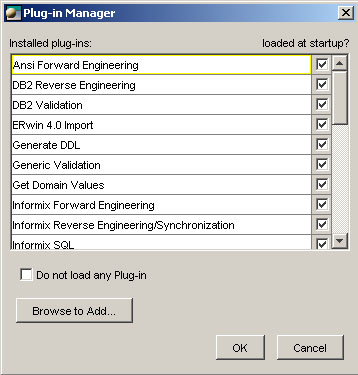 Plug-in Manager
Installed plug-ins: loaded at startup?
Ansi Forward Engineering
DB2 Reverse Engineering
DB2 Validation
ERwin 4.0 Import
Generate DDL
Generic Validation
Get Domain Values
Informix Forward Engineering
Informix Reverse Engineering/Synchronization
Informix SQL
Do not load any Plug-in
Browse to Add...
OK Cancel